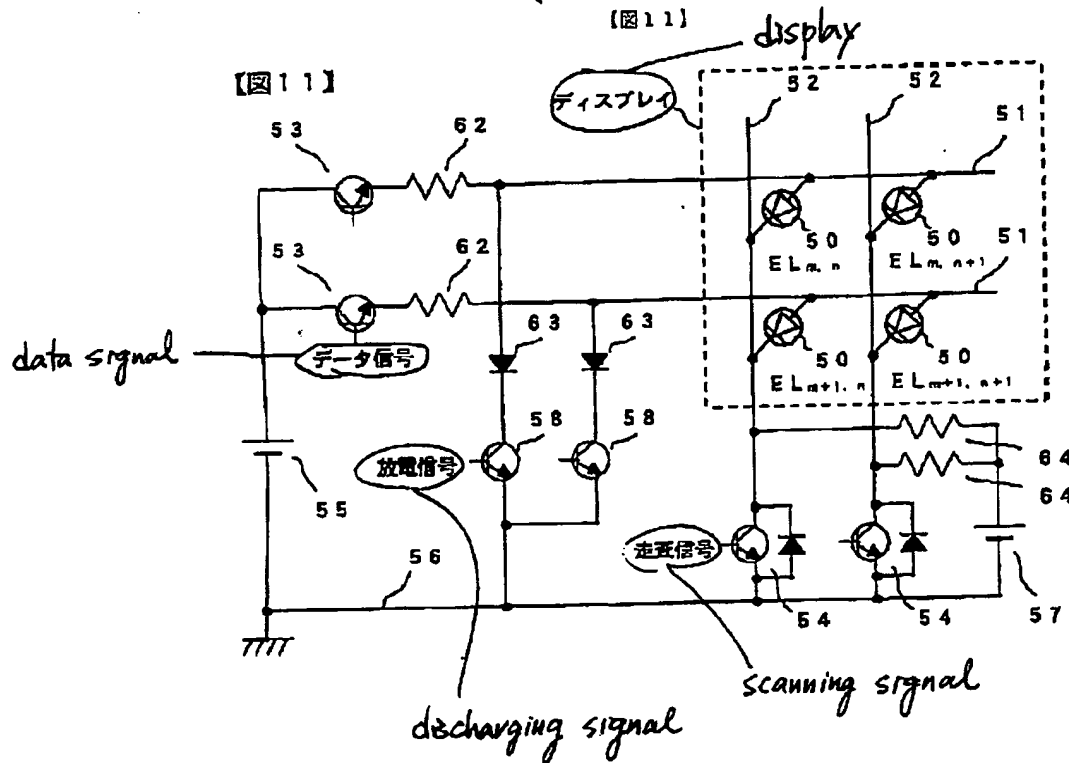 【図11】
display
【図11】
ディスプレイ
52
52
53
62
51
53
62
50
ELm,n
50
ELm,n+1
51
data signal
データ信号
63
63
50
ELm+1,n
50
ELm+1,n+1
58
58
放電信号
55
64
64
走査信号
56
54
54
57
discharging signal
scanning signal